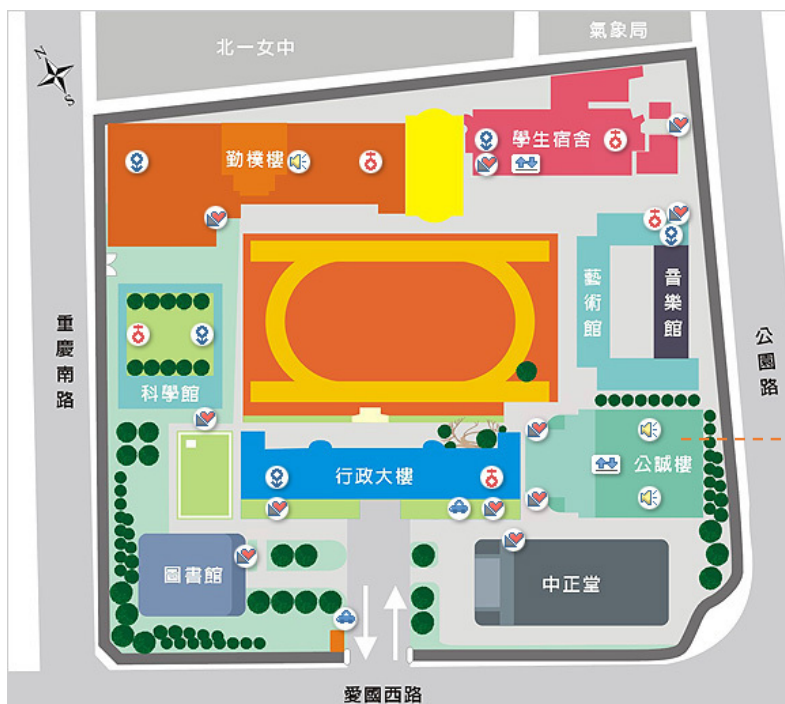 北一女中
氣象局
N
S
勤樸樓
學生宿舍
重慶南路
藝術館
音樂館
公園路
科學館
行政大樓
公誠樓
圖書館
中正堂
愛國西路